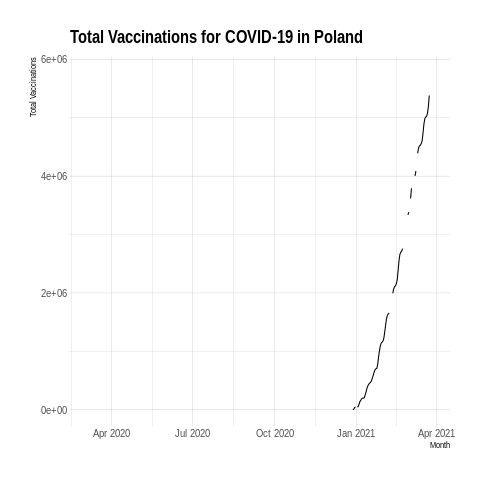 Total Vaccinations for COVID-19 in Poland
Total Vaccinations
6e+06
4e+06
2e+06
0e+00
Apr 2020 Jul 2020 Oct 2020 Jan 2021 Apr 2021
Month